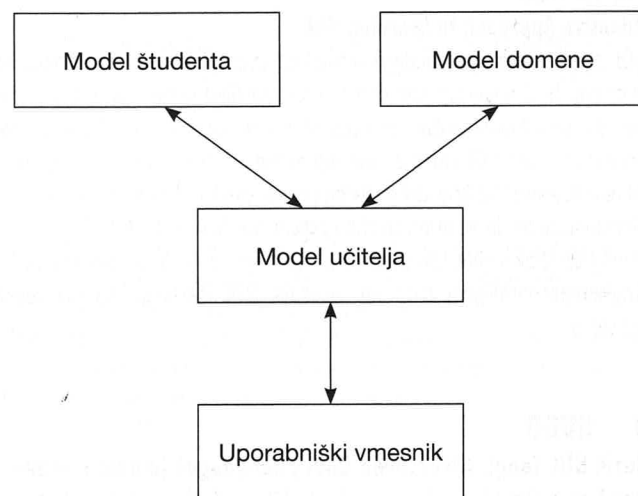 Model študenta
Model domene
Model učitelja
Uporabniški vmesnik